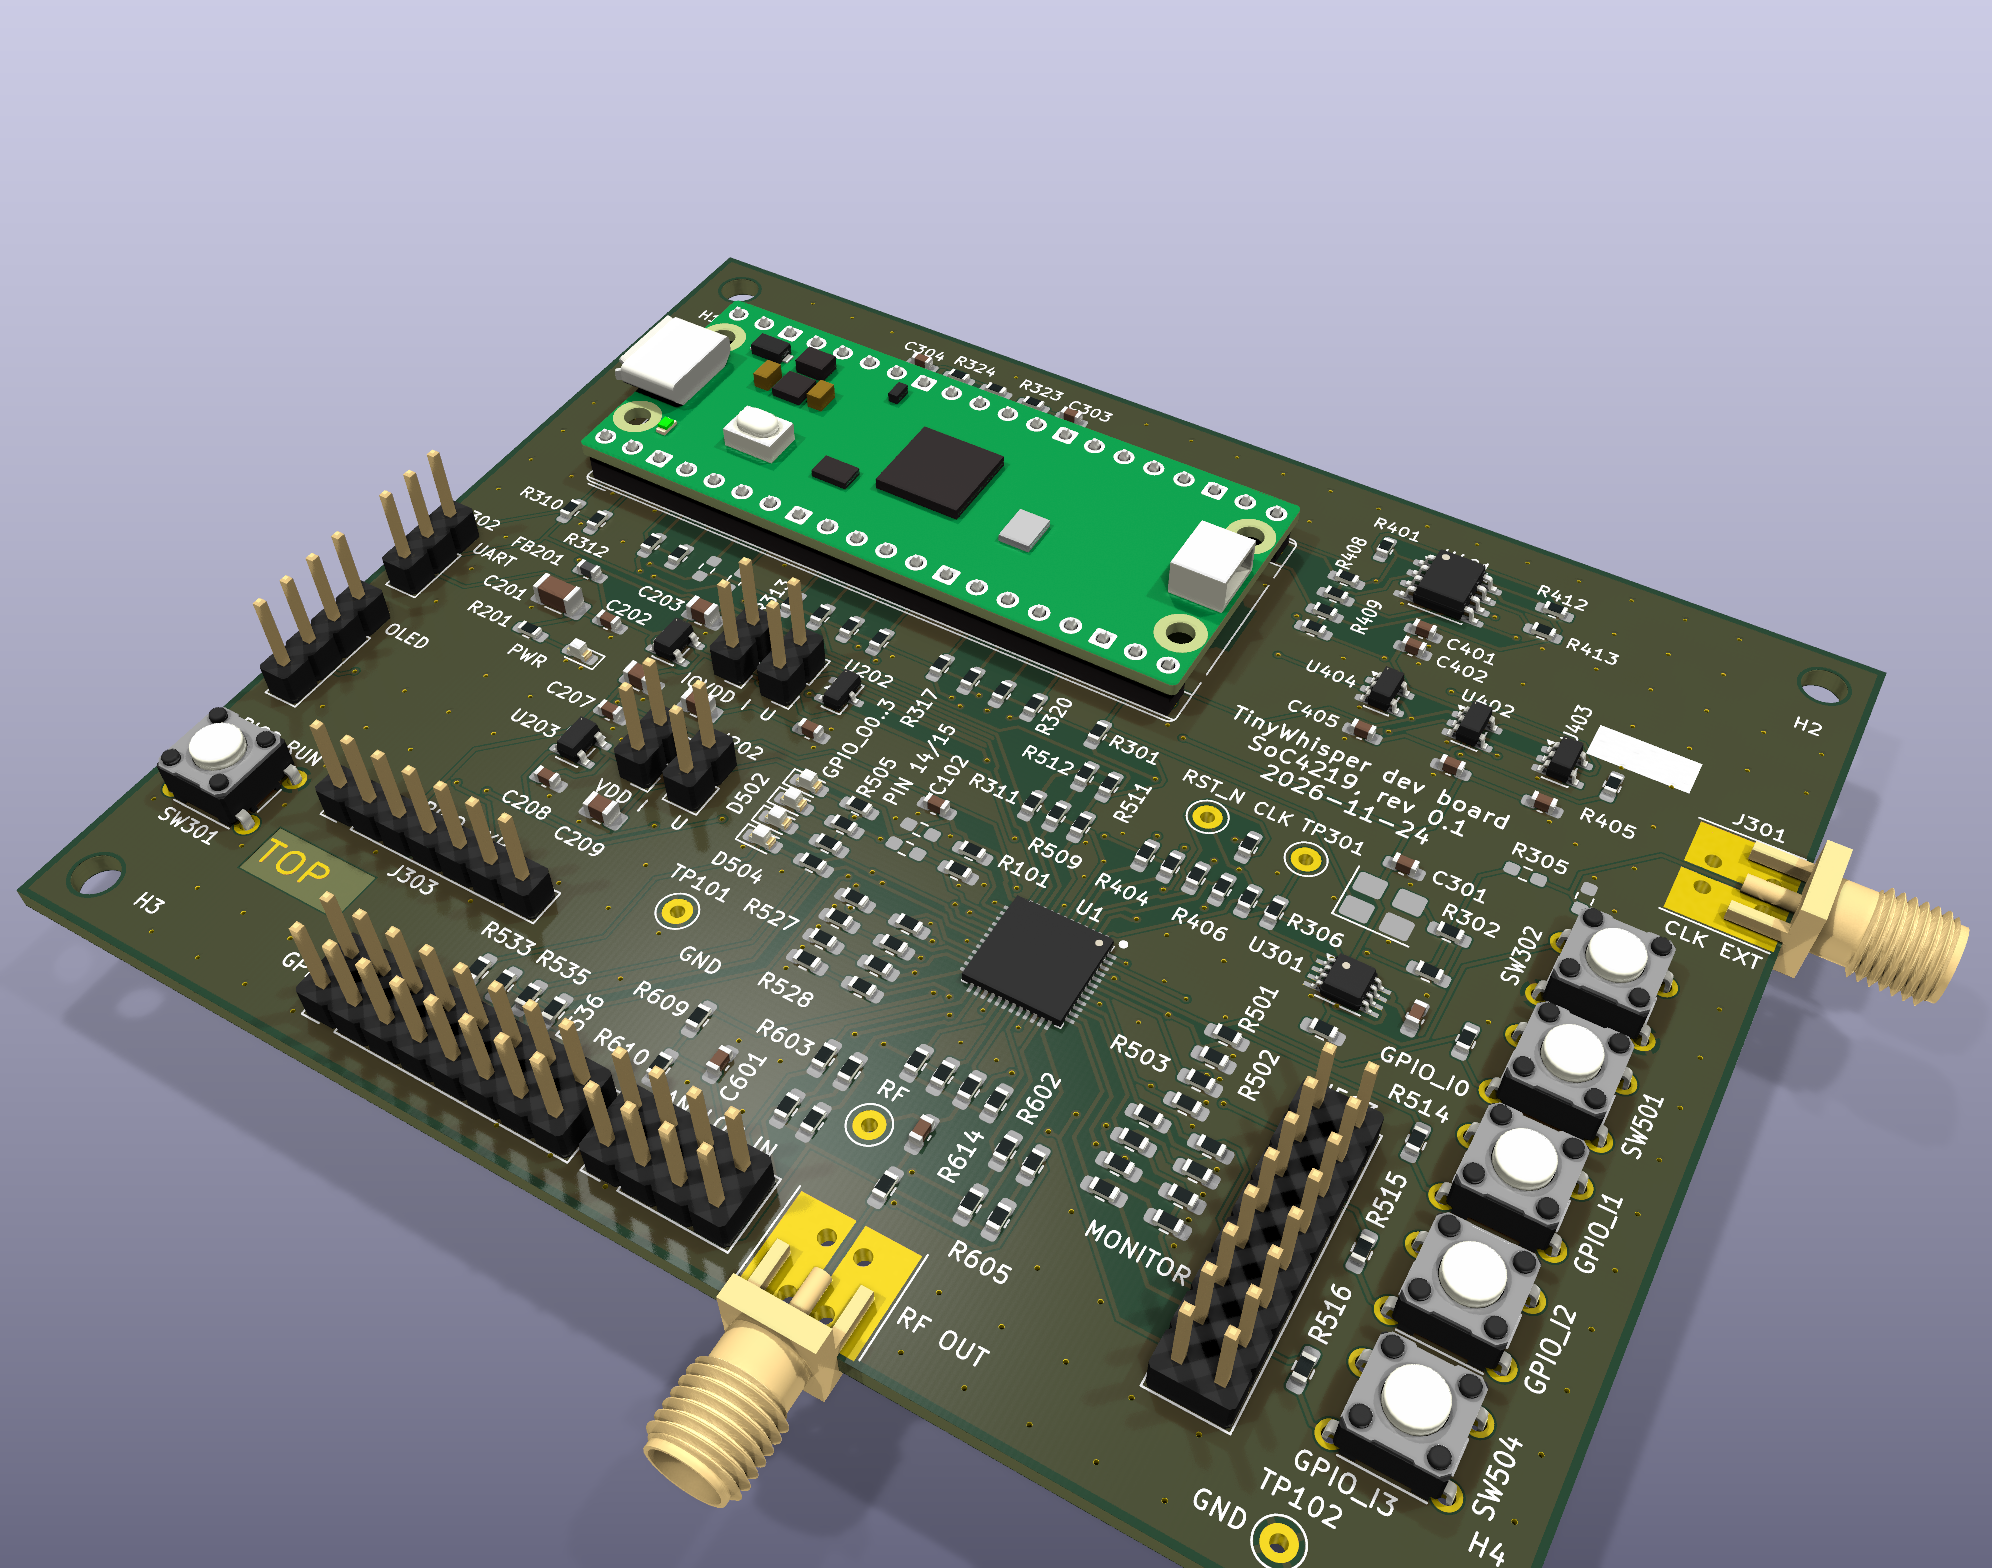 H1
C304
R324
R323
C303
R310
R312
UART
FB201
C201
C202
C203
R201
PWR
OLED
R401
R408
R409
R412
R413
C401
C402
U404
U402
U403
C405
R405
H2
TinyWhisper dev board
SoC4219, rev 0.1
2026-11-24
U202
R317
R320
R301
R512
R511
R311
R509
GPIO_O0..3
PIN 14/15
R505
C102
R101
C207
U203
C208
C209
VDD
I
U
I U
D502
D504
RUN
SW301
TOP
J303
H3
TP101
GND
R527
R528
RST_N
CLK
TP301
R404
R406
R306
U1
C301
R302
R305
J301
CLK EXT
U301
SW302
R533
R535
R609
R610
R603
C601
RF
R602
R614
R605
RF OUT
R501
R502
R503
MONITOR
GPIO_I0
R514
R515
R516
SW501
GPIO_I1
GPIO_I2
GPIO_I3
SW504
TP102
GND
H4